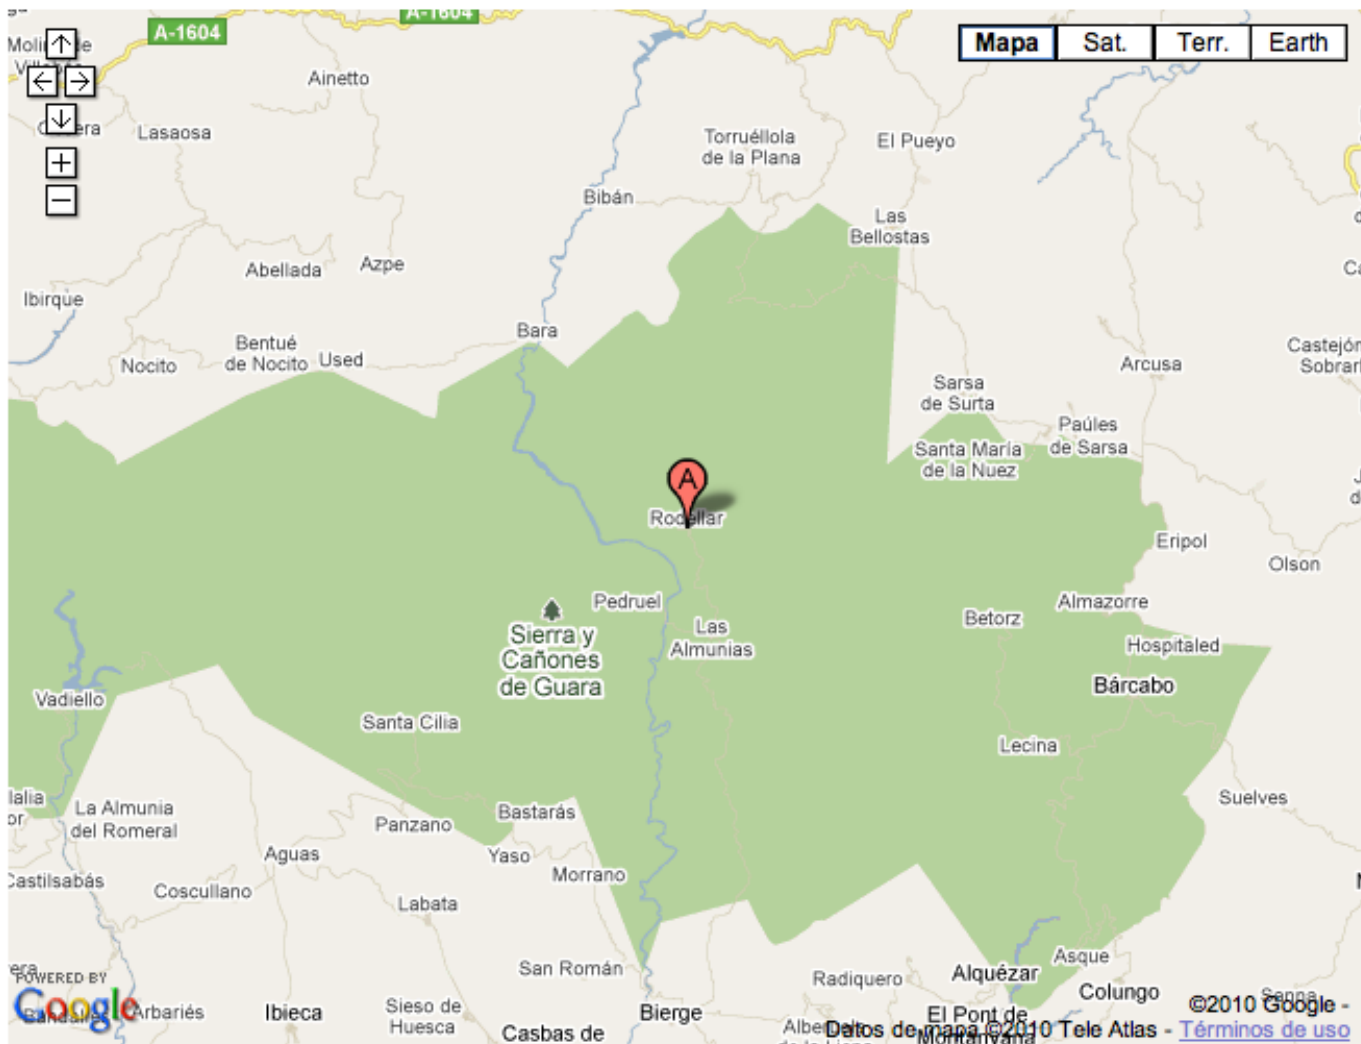 A-1604
A-1604
Mapa
Sat.
Terr.
Earth
Ainetto
Lasaosa
Torruéllola
de la Plana
El Pueyo
Bibán
Las
Bellostas
Abellada
Azpe
Ibirque
Bara
Bentué
de Nocito
Used
Nocito
Arcusa
Castejón
Sobrar
Sarsa
de Surta
Paúles
de Sarsa
Santa María
de la Nuez
A
Rodellar
Eripol
Olson
Pedruel
Las
Almunias
Betorz
Almazorre
Hospitaled
Bárcabo
Sierra y
Cañones
de Guara
Vadiello
Santa Cilia
Lecina
Suelves
La Almunia
del Romeral
Panzano
Bastarás
Yaso
Aguas
Morrano
Castilsabás
Coscullano
Labata
San Román
Radiquero
Alquézar
Asque
Colungo
POWERED BY
Google
Arbariés
Ibieca
Sieso de
Huesca
Casbas de
Bierge
El Pont de
©2010 Google -
Datos de mapa ©2010 Tele Atlas - Términos de uso